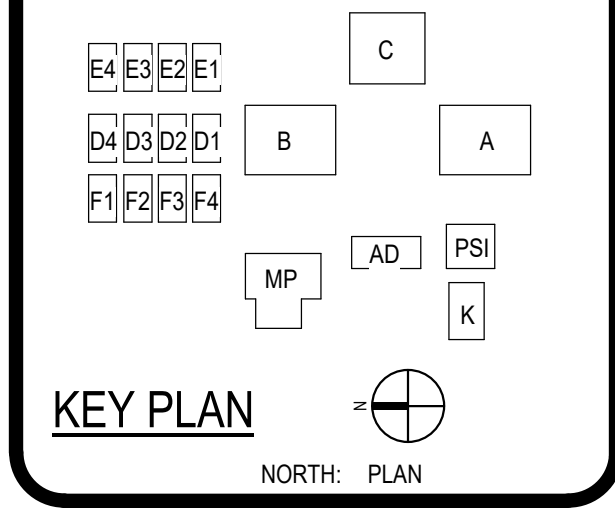 C
E4 E3 E2 E1
D4 D3 D2 D1 B A
F1 F2 F3 F4
AD PSI
MP
K
KEY PLAN
N
NORTH: PLAN